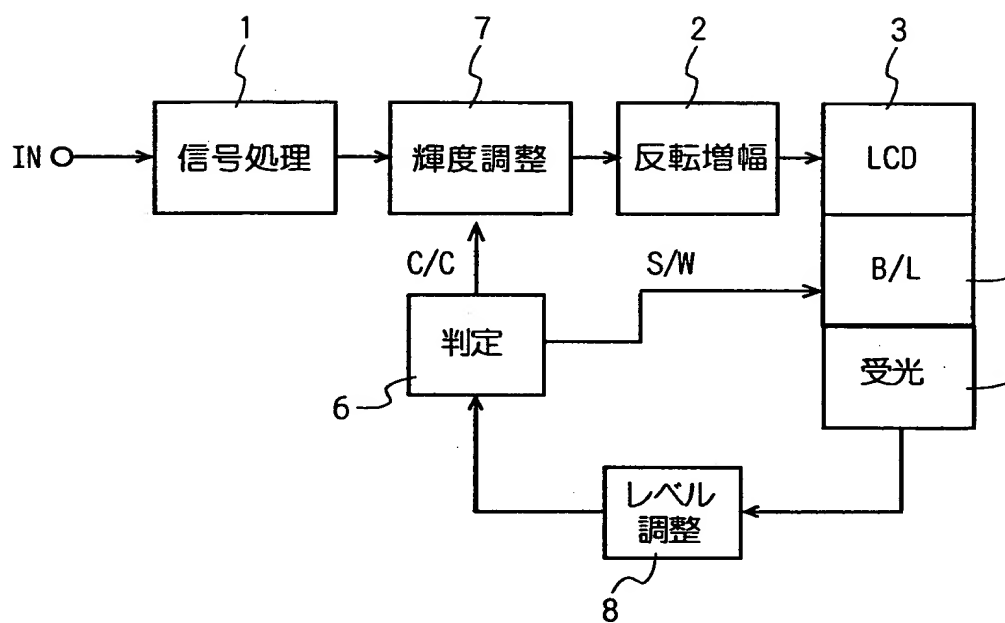 1
7
2
3
IN
信号処理
輝度調整
反転増幅
LCD
C/C
S/W
B/L
判定
受光
6
レベル
調整
8